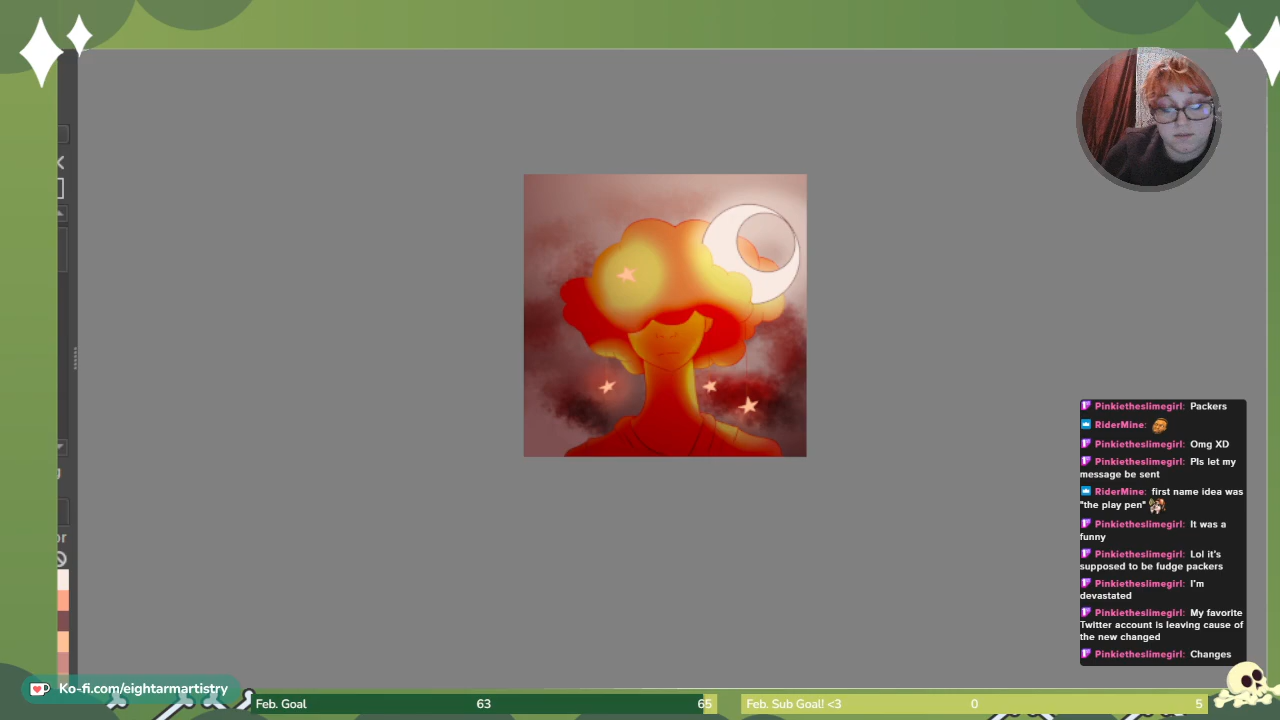 Pinkietheslimegirl: Packers
RiderMine:
Pinkietheslimegirl: Omg XD
Pinkietheslimegirl: Pls let my
message be sent
RiderMine: first name idea was
"the play pen"
Pinkietheslimegirl: It was a
funny
Pinkietheslimegirl: Lol it's
supposed to be fudge packers
Pinkietheslimegirl: I'm
devastated
Pinkietheslimegirl: My favorite
Twitter account is leaving cause of
the new changed
Pinkietheslimegirl: Changes
or
Ko-fi.com/eightarmartistry
Feb. Goal 63 65
Feb. Sub Goal! <3 0 5